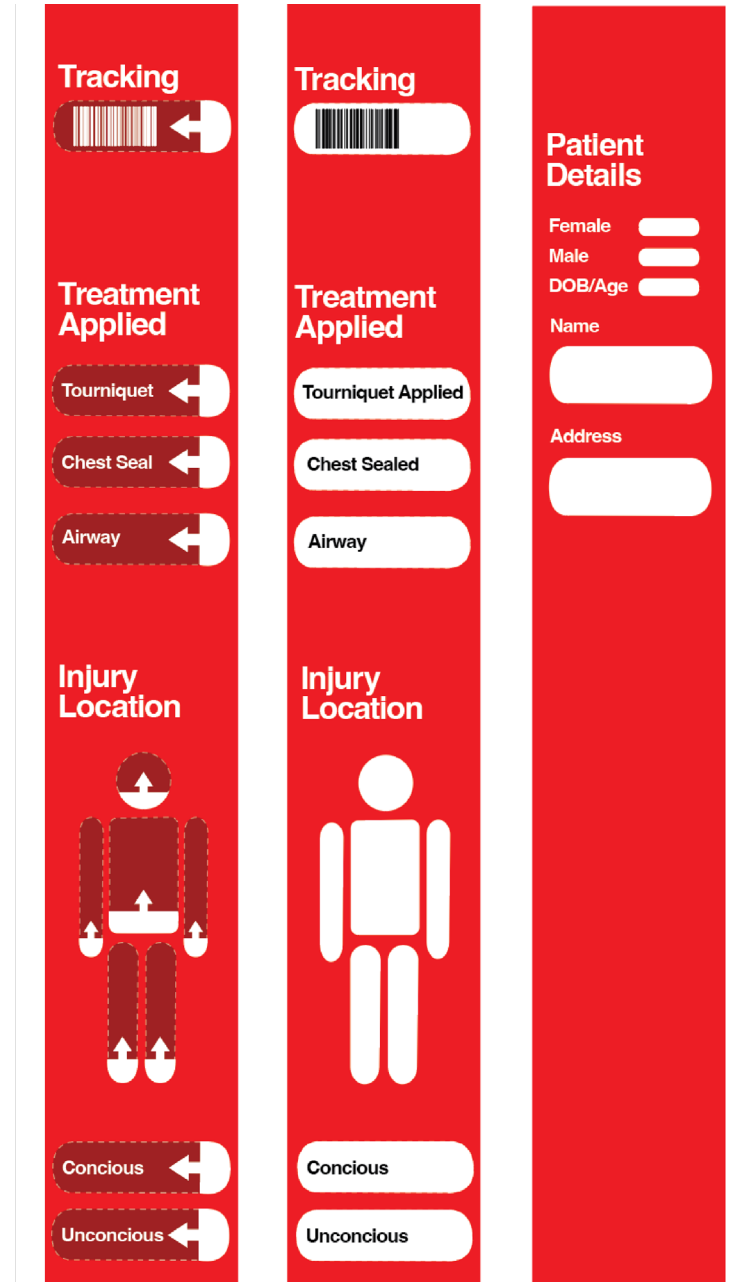 Tracking
Treatment
Applied
Tourniquet
Chest Seal
Airway
Injury
Location
Concious
Unconcious
Tracking
Treatment
Applied
Tourniquet Applied
Chest Sealed
Airway
Injury
Location
Concious
Unconcious
Patient
Details
Female
Male
DOB/Age
Name
Address